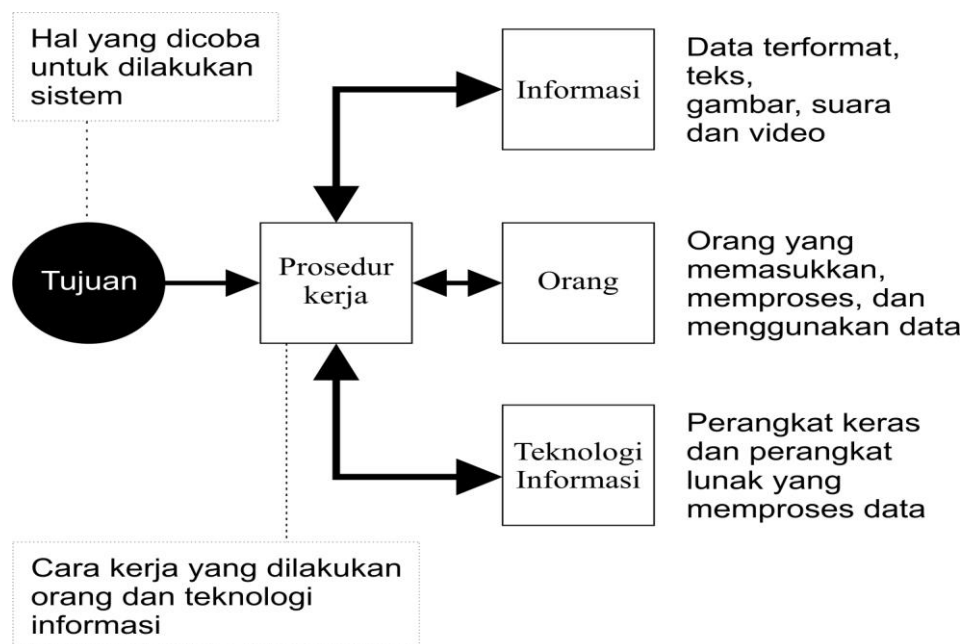 Hal yang dicoba
untuk dilakukan
sistem
Informasi
Data terformat,
teks,
gambar, suara
dan video
Tujuan
Prosedur
kerja
Orang
Orang yang
memasukkan,
memproses, dan
menggunakan data
Teknologi
Informasi
Perangkat keras
dan perangkat
lunak yang
memproses data
Cara kerja yang dilakukan
orang dan teknologi
informasi